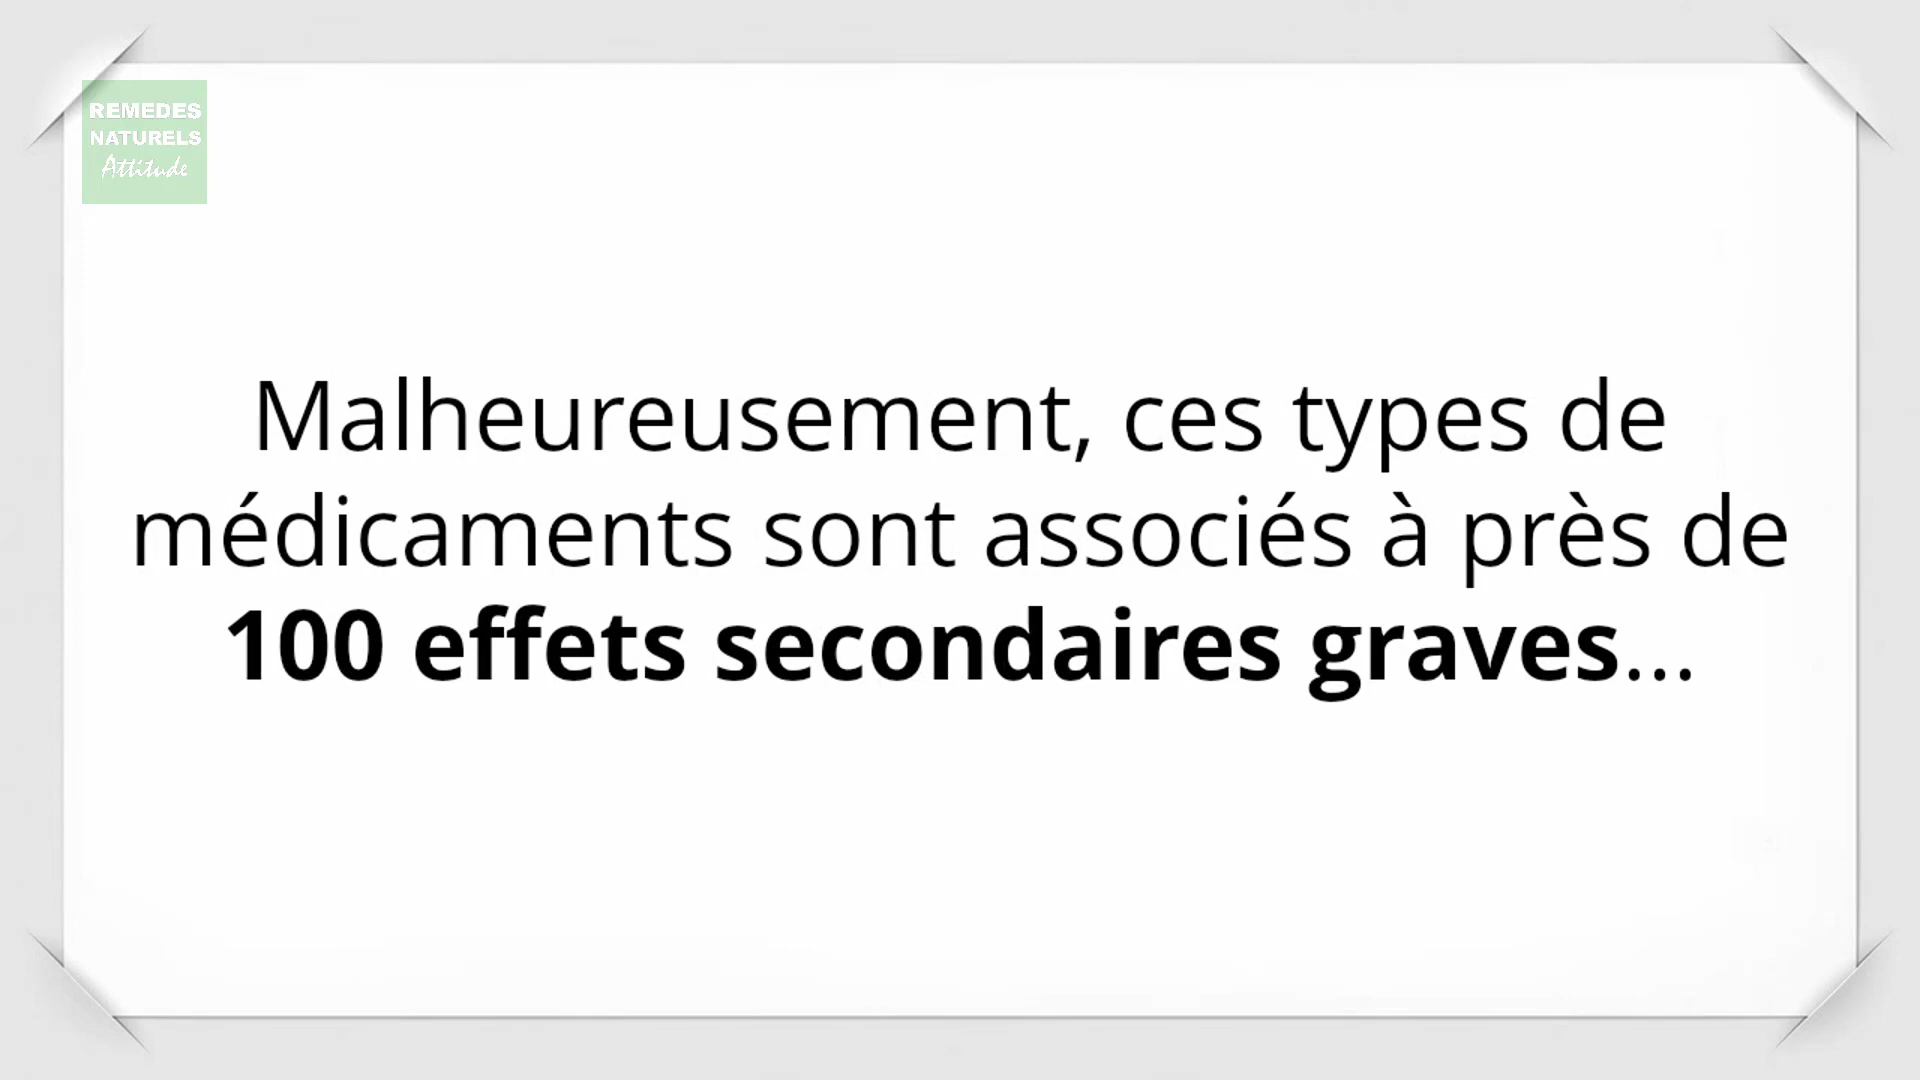 REMEDES
NATURELS
Attitude
Malheureusement, ces types de
médicaments sont associés à près de
100 effets secondaires graves...